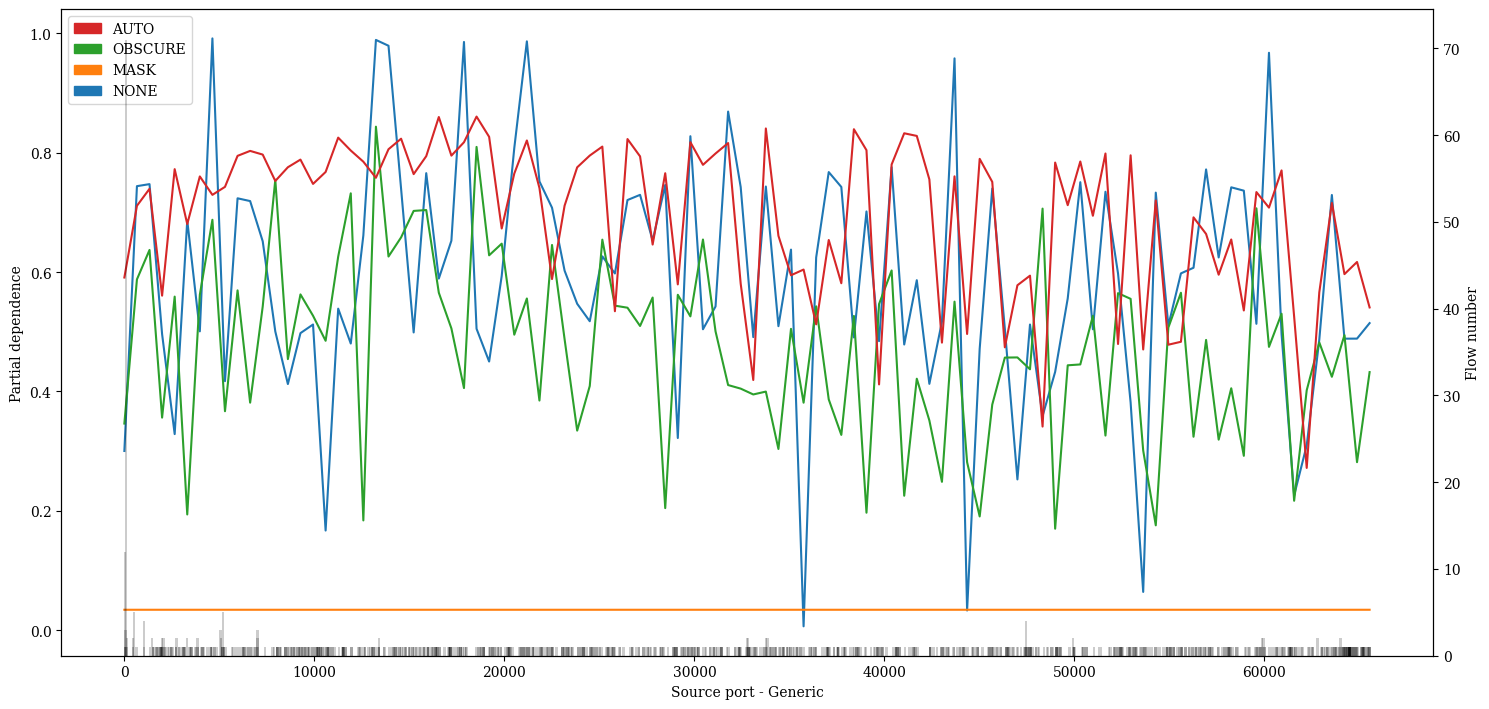 AUTO
OBSCURE
MASK
NONE
1.0
0.8
0.6
0.4
0.2
0.0
Partial dependence
70
60
50
40
30
20
10
0
Flow number
0 10000 20000 30000 40000 50000 60000
Source port - Generic